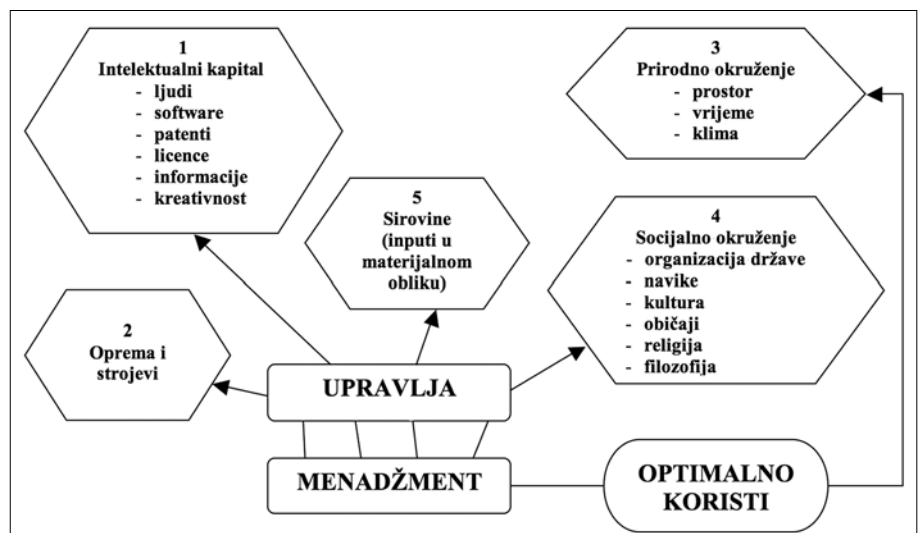 1
Intelektualni kapital
- ljudi
- software
- patenti
- licence
- informacije
- kreativnost
3
Prirodno okruženje
- prostor
- vrijeme
- klima
5
Sirovine
(inputi u
materijalnom
obliku)
4
Socijalno okruženje
- organizacija države
- navike
- kultura
- običaji
- religija
- filozofija
2
Oprema i
strojevi
UPRAVLJA
MENADŽMENT
OPTIMALNO
KORISTI